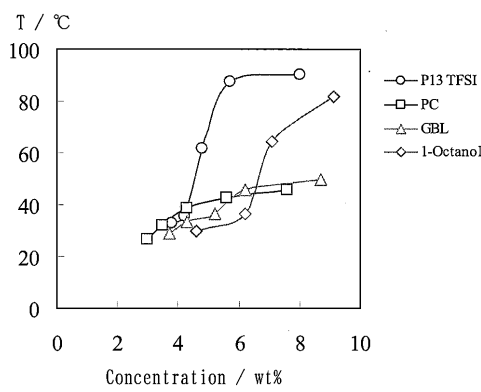 T / ℃
100
80
60
40
20
0
0 2 4 6 8 10
Concentration / wt%
P13 TFSI
PC
GBL
1-Octanol